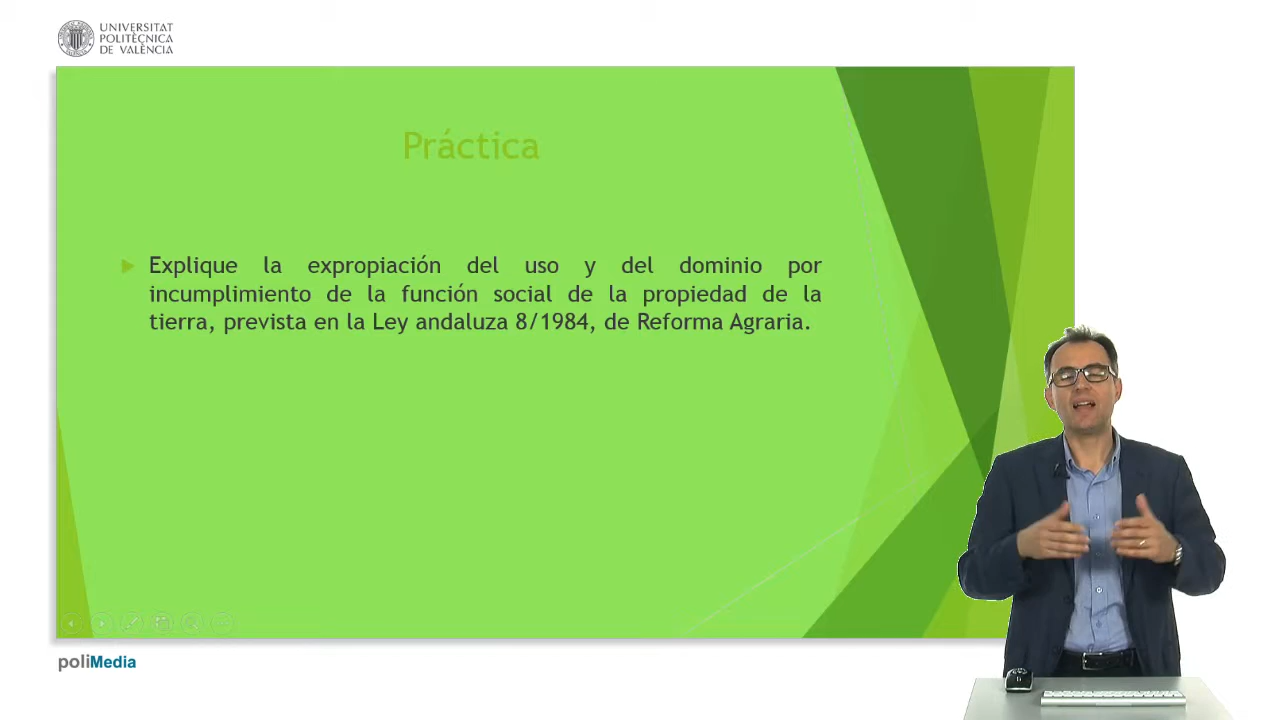 UNIVERSITAT
POLITÈCNICA
DE VALÈNCIA
Práctica
Explique la expropiación del uso y del dominio por
incumplimiento de la función social de la propiedad de la
tierra, prevista en la Ley andaluza 8/1984, de Reforma Agraria.
poliMedia